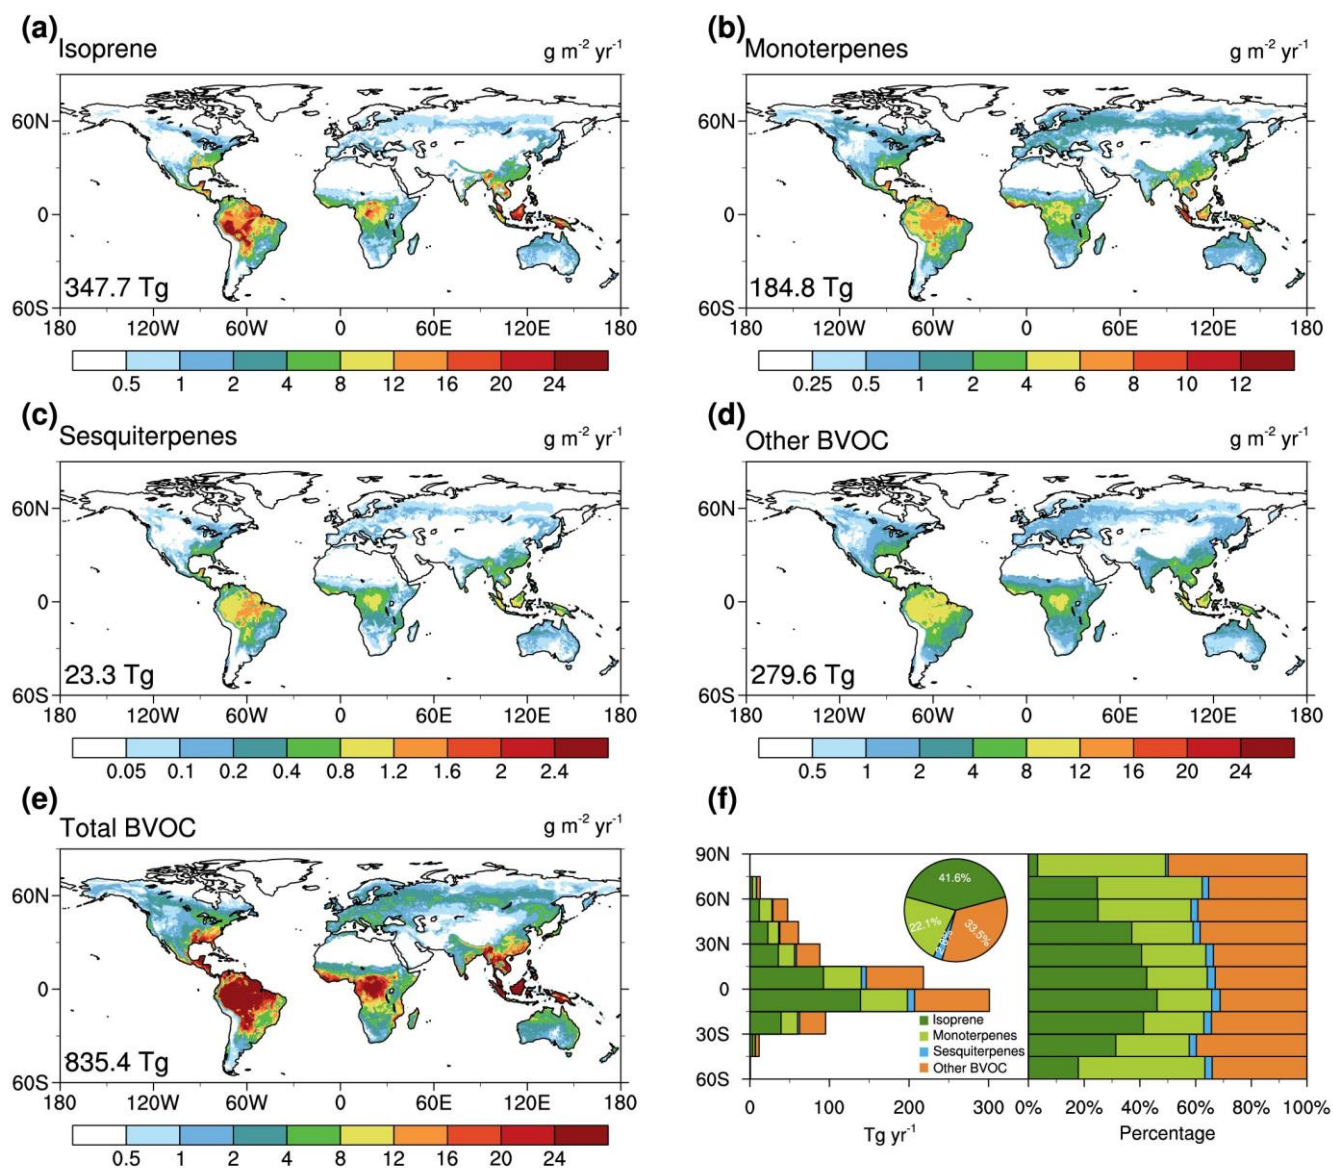 (a)
Isoprene
g m-2 yr-1
60N
0
60S
347.7 Tg
180 120W 60W 0 60E 120E 180
0.5 1 2 4 8 12 16 20 24
(b)
Monoterpenes
g m-2 yr-1
60N
0
60S
184.8 Tg
180 120W 60W 0 60E 120E 180
0.25 0.5 1 2 4 6 8 10 12
(c)
Sesquiterpenes
g m-2 yr-1
60N
0
60S
23.3 Tg
180 120W 60W 0 60E 120E 180
0.05 0.1 0.2 0.4 0.8 1.2 1.6 2 2.4
(d)
Other BVOC
g m-2 yr-1
60N
0
60S
279.6 Tg
180 120W 60W 0 60E 120E 180
0.5 1 2 4 8 12 16 20 24
(e)
Total BVOC
g m-2 yr-1
60N
0
60S
835.4 Tg
180 120W 60W 0 60E 120E 180
0.5 1 2 4 8 12 16 20 24
(f)
90N
60N
30N
0
30S
60S
41.6%
22.1%
2.8%
33.5%
Isoprene
Monoterpenes
Sesquiterpenes
Other BVOC
0 100 200 300
Tg yr-1
0% 20% 40% 60% 80% 100%
Percentage